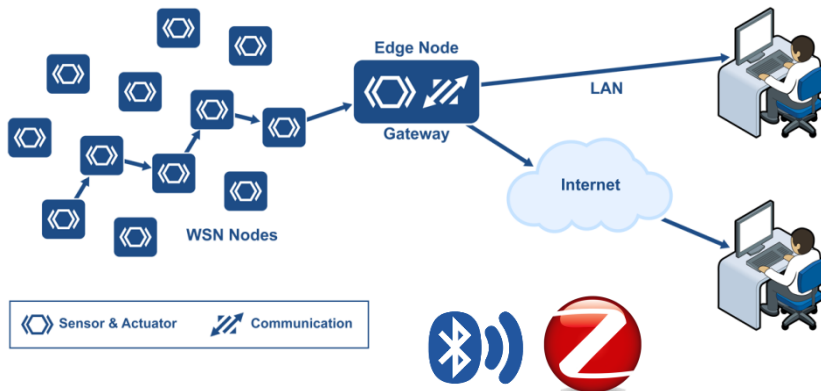 Edge Node
Gateway
LAN
Internet
WSN Nodes
Sensor & Actuator
Communication